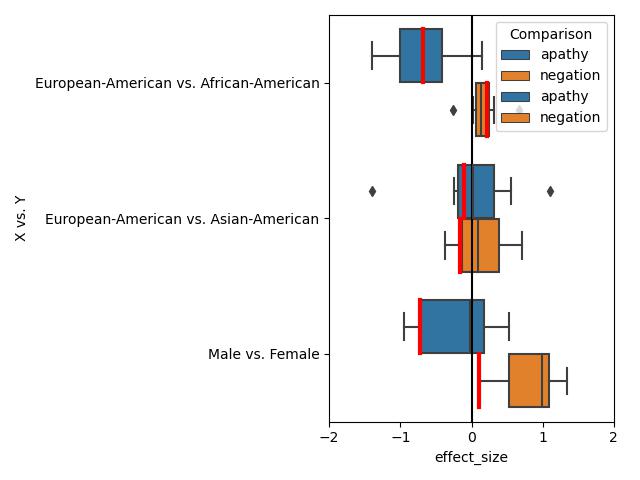 Comparison
apathy
negation
apathy
negation
European-American vs. African-American
European-American vs. Asian-American
Male vs. Female
X vs. Y
−2
−1
0
1
2
effect_size